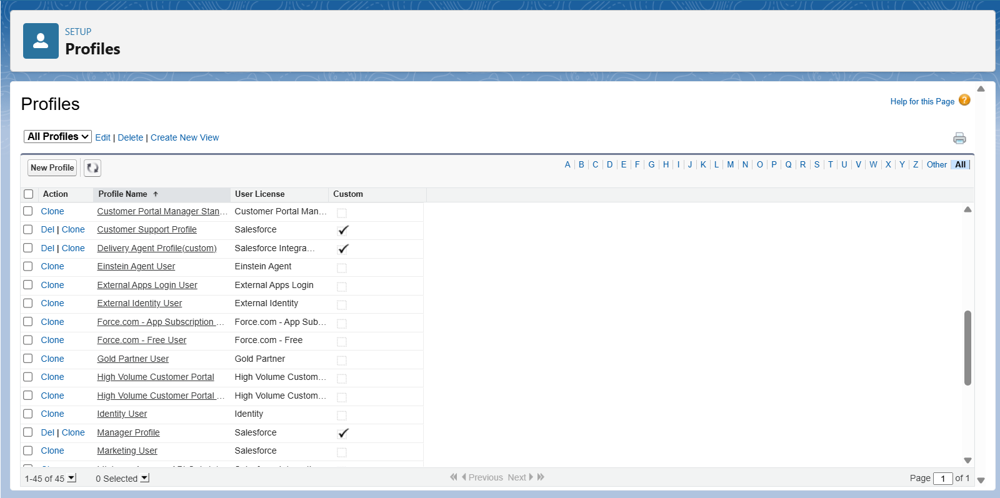 SETUP
Profiles
Profiles
Help for this Page ?
All Profiles Edit | Delete | Create New View
New Profile A B C D E F G H I J K L M N O P Q R S T U V W X Y Z Other All
Action Profile Name User License Custom
Clone Customer Portal Manager Stan... Customer Portal Man...
Del | Clone Customer Support Profile Salesforce
Del | Clone Delivery Agent Profile(custom) Salesforce Integra...
Clone Einstein Agent User Einstein Agent
Clone External Apps Login User External Apps Login
Clone External Identity User External Identity
Clone Force.com - App Subscription ... Force.com - App Sub...
Clone Force.com - Free User Force.com - Free
Clone Gold Partner User Gold Partner
Clone High Volume Customer Portal High Volume Custom...
Clone High Volume Customer Portal ... High Volume Custom...
Clone Identity User Identity
Del | Clone Manager Profile Salesforce
Clone Marketing User Salesforce
1-45 of 45 0 Selected Previous Next Page 1 of 1